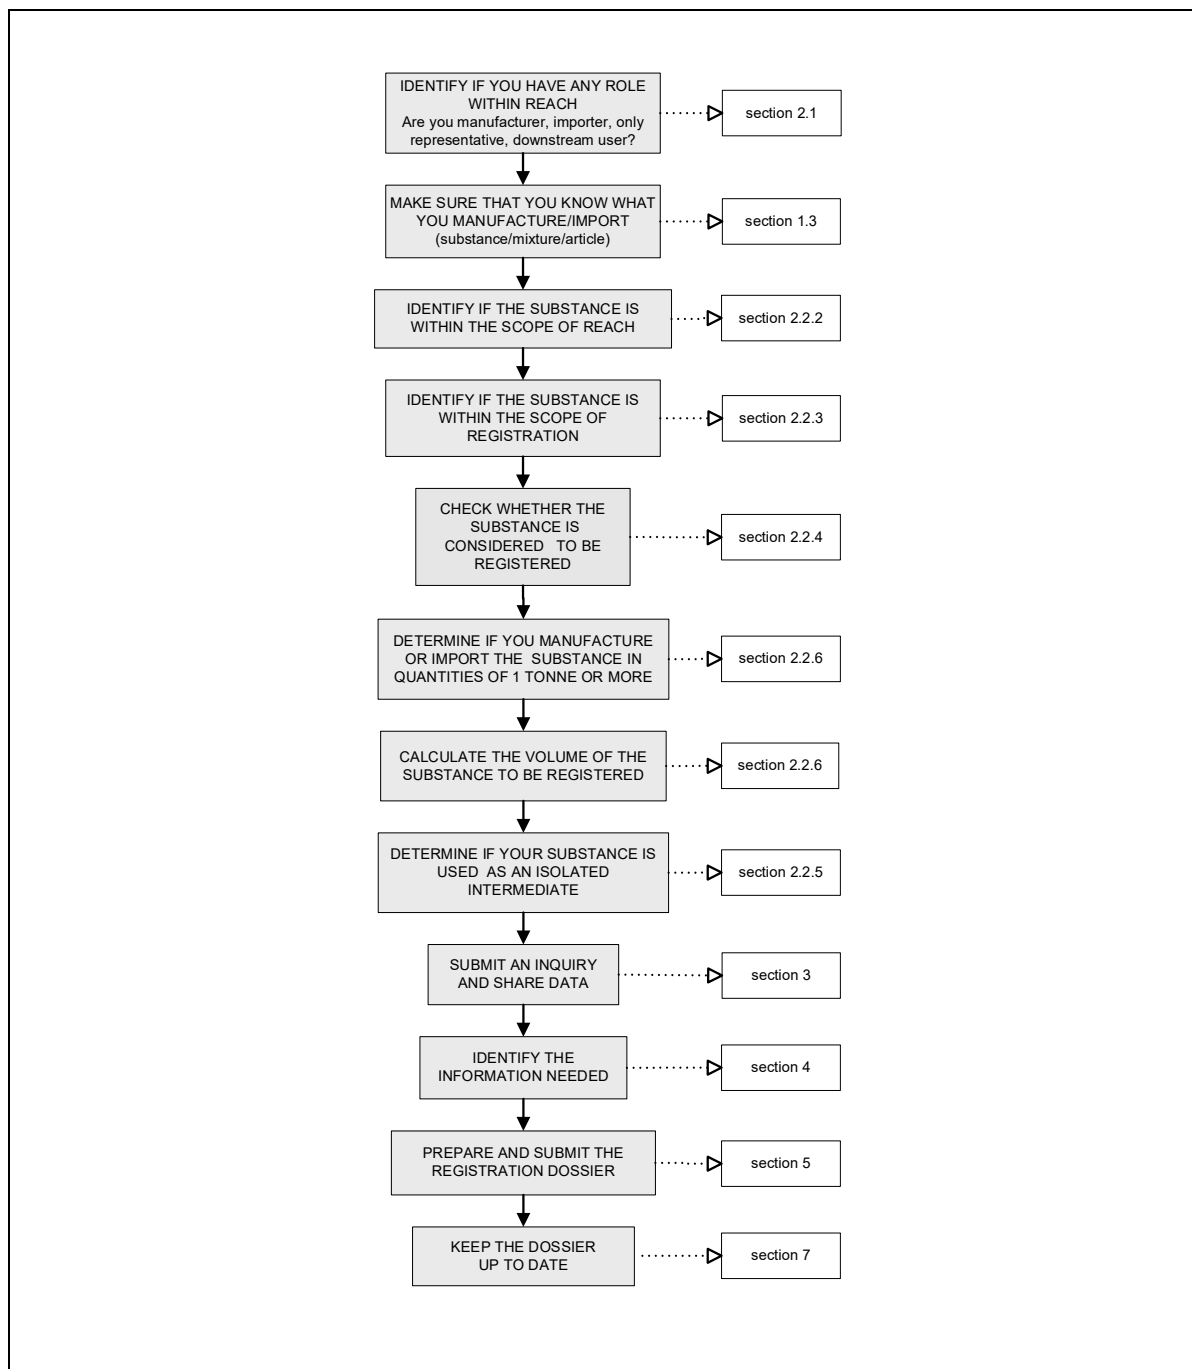 IDENTIFY IF YOU HAVE ANY ROLE
WITHIN REACH
Are you manufacturer, importer, only
representative, downstream user?
section 2.1
MAKE SURE THAT YOU KNOW WHAT
YOU MANUFACTURE/IMPORT
(substance/mixture/article)
section 1.3
IDENTIFY IF THE SUBSTANCE IS
WITHIN THE SCOPE OF REACH
section 2.2.2
IDENTIFY IF THE SUBSTANCE IS
WITHIN THE SCOPE OF
REGISTRATION
section 2.2.3
CHECK WHETHER THE
SUBSTANCE IS
CONSIDERED TO BE
REGISTERED
section 2.2.4
DETERMINE IF YOU MANUFACTURE
OR IMPORT THE SUBSTANCE IN
QUANTITIES OF 1 TONNE OR MORE
section 2.2.6
CALCULATE THE VOLUME OF THE
SUBSTANCE TO BE REGISTERED
section 2.2.6
DETERMINE IF YOUR SUBSTANCE IS
USED AS AN ISOLATED
INTERMEDIATE
section 2.2.5
SUBMIT AN INQUIRY
AND SHARE DATA
section 3
IDENTIFY THE
INFORMATION NEEDED
section 4
PREPARE AND SUBMIT THE
REGISTRATION DOSSIER
section 5
KEEP THE DOSSIER
UP TO DATE
section 7